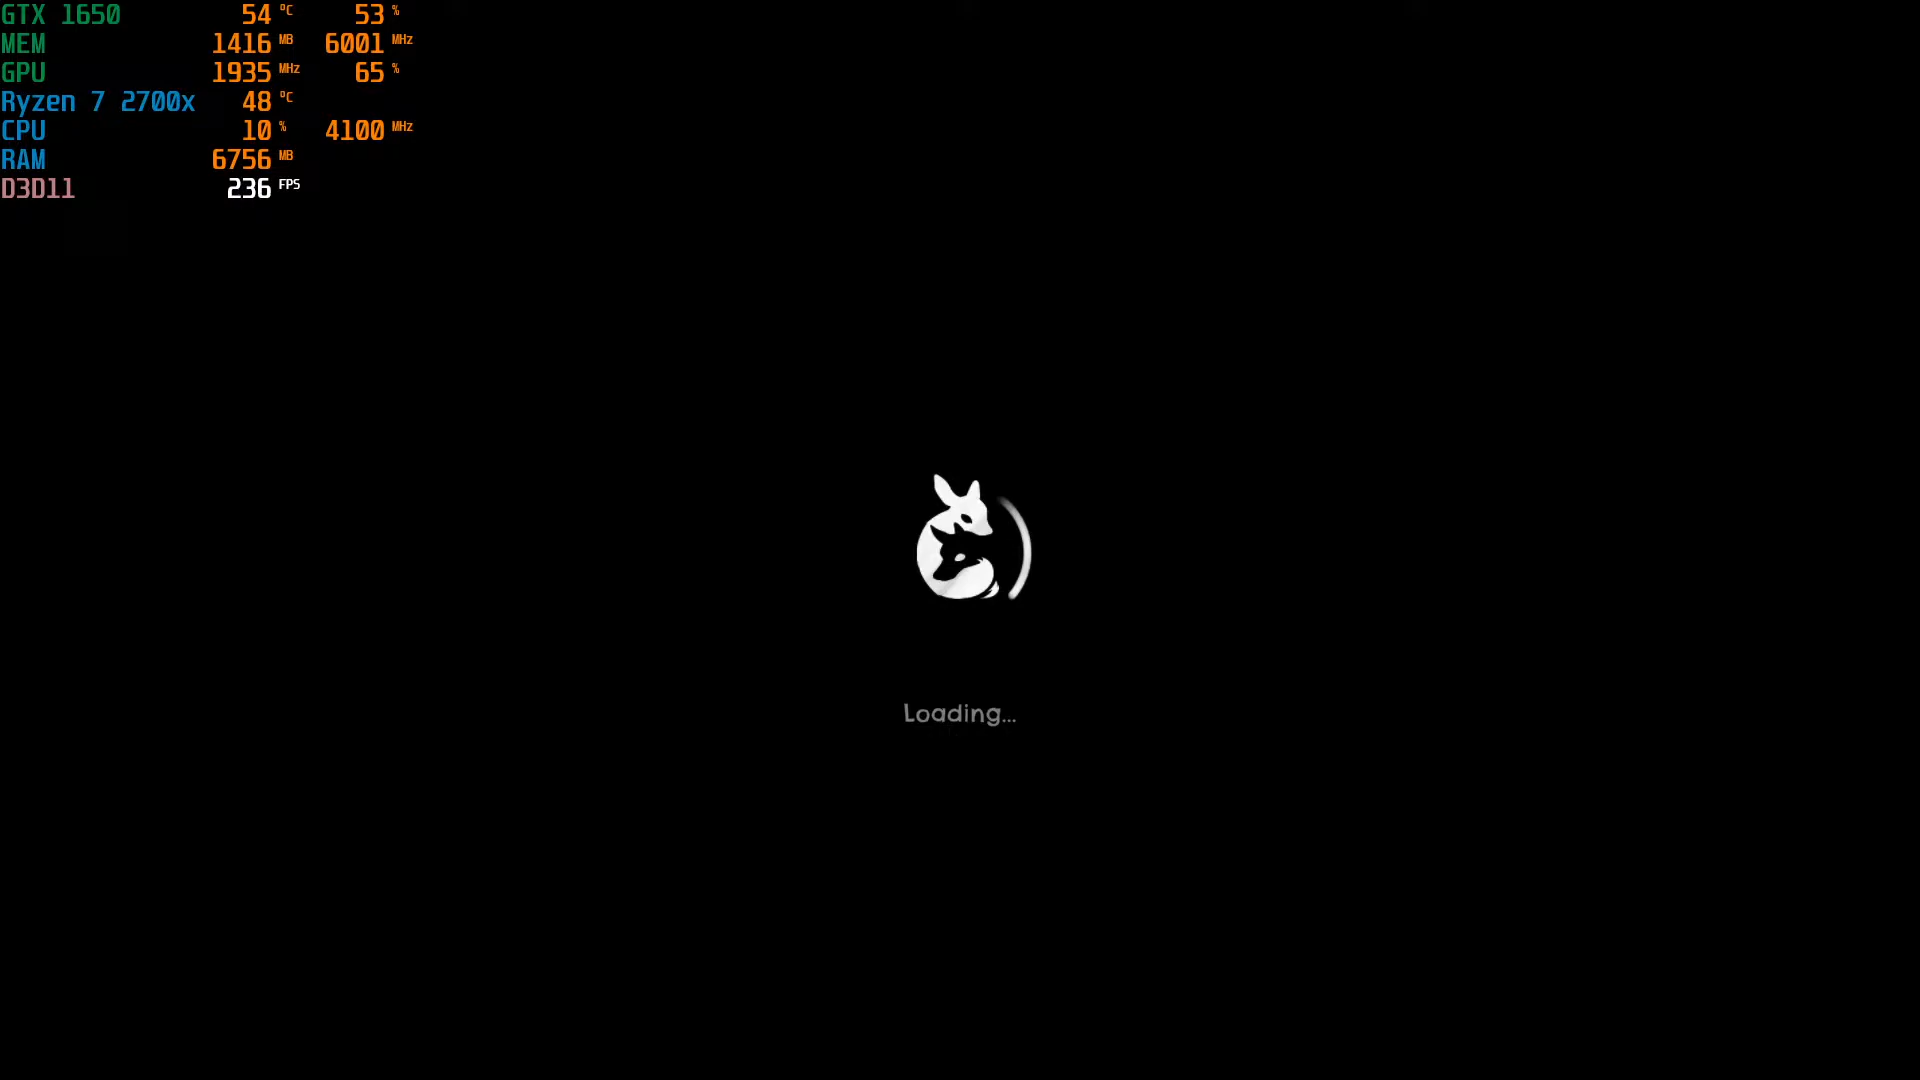 GTX 1650 54 °C 53 %
MEM 1416 MB 6001 MHz
GPU 1935 MHz 65 %
Ryzen 7 2700x 48 °C
CPU 10 % 4100 MHz
RAM 6756 MB
D3D11 236 FPS
Loading...